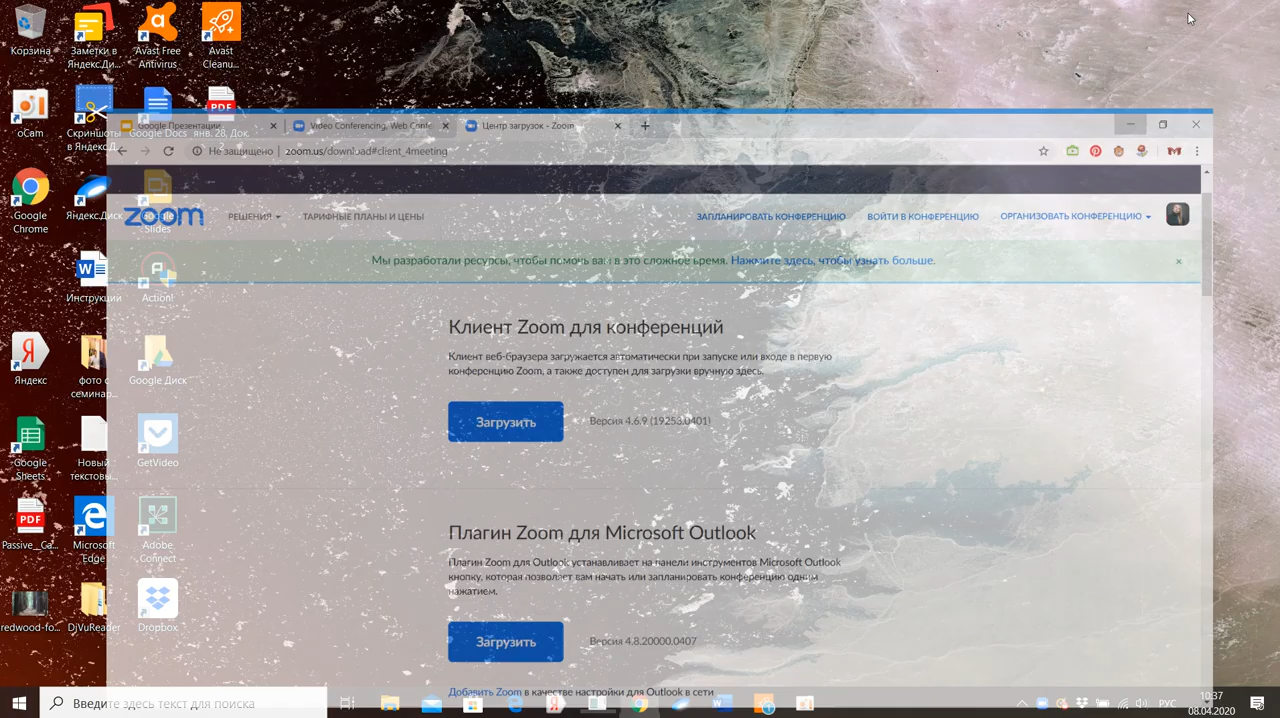 Корзина
Заметки в
Яндекс.Ди...
Avast Free
Antivirus
Avast
Cleanu...
oCam
Скриншоты
в Яндекс.Д...
Google Docs
PDF
янв. 28, Док.
Google Презентации
Video Conferencing, Web Conf
Центр загрузок - Zoom
Не защищено
zoom.us/download#client_4meeting
Google
Chrome
Яндекс.Диск
Google
Slides
zoom
РЕШЕНИЯ
ТАРИФНЫЕ ПЛАНЫ И ЦЕНЫ
ЗАПЛАНИРОВАТЬ КОНФЕРЕНЦИЮ
ВОЙТИ В КОНФЕРЕНЦИЮ
ОРГАНИЗОВАТЬ КОНФЕРЕНЦИЮ
Мы разработали ресурсы, чтобы помочь вам в это сложное время. Нажмите здесь, чтобы узнать больше.
Инструкции
Action!
Клиент Zoom для конференций
Клиент веб-браузера загружается автоматически при запуске или входе в первую
конференцию Zoom, а также доступен для загрузки вручную здесь.
Загрузить
Версия 4.6.9 (19253.0401)
Яндекс
фото с
семинар...
Google Диск
Google
Sheets
Новый
текстовы...
GetVideo
PDF
Passive_Ga...
Microsoft
Edge
Adobe
Connect
Плагин Zoom для Microsoft Outlook
Плагин Zoom для Outlook устанавливает на панели инструментов Microsoft Outlook
кнопку, которая позволяет вам начать или запланировать конференцию одним
нажатием.
Загрузить
Версия 4.8.20000.0407
redwood-fo...
DjVuReader
Dropbox
Добавить Zoom в качестве настройки для Outlook в сети
Введите здесь текст для поиска
РУС
10:37
08.04.2020